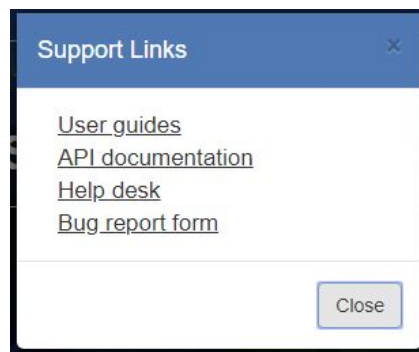 Support Links ×
User guides
API documentation
Help desk
Bug report form
Close